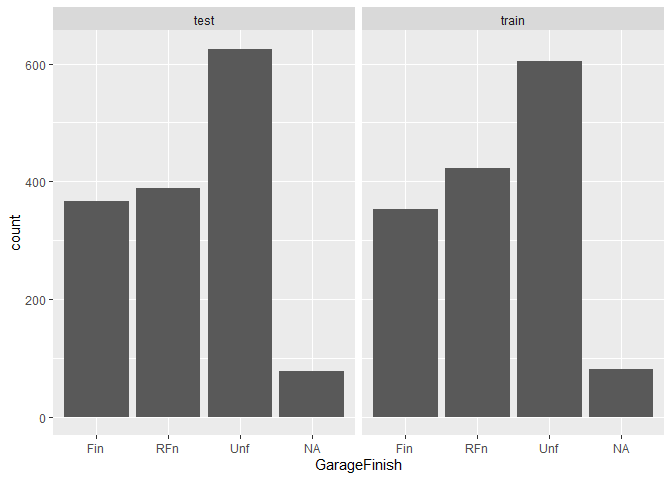 test train
600
400
200
0
count
Fin RFn Unf NA Fin RFn Unf NA
GarageFinish